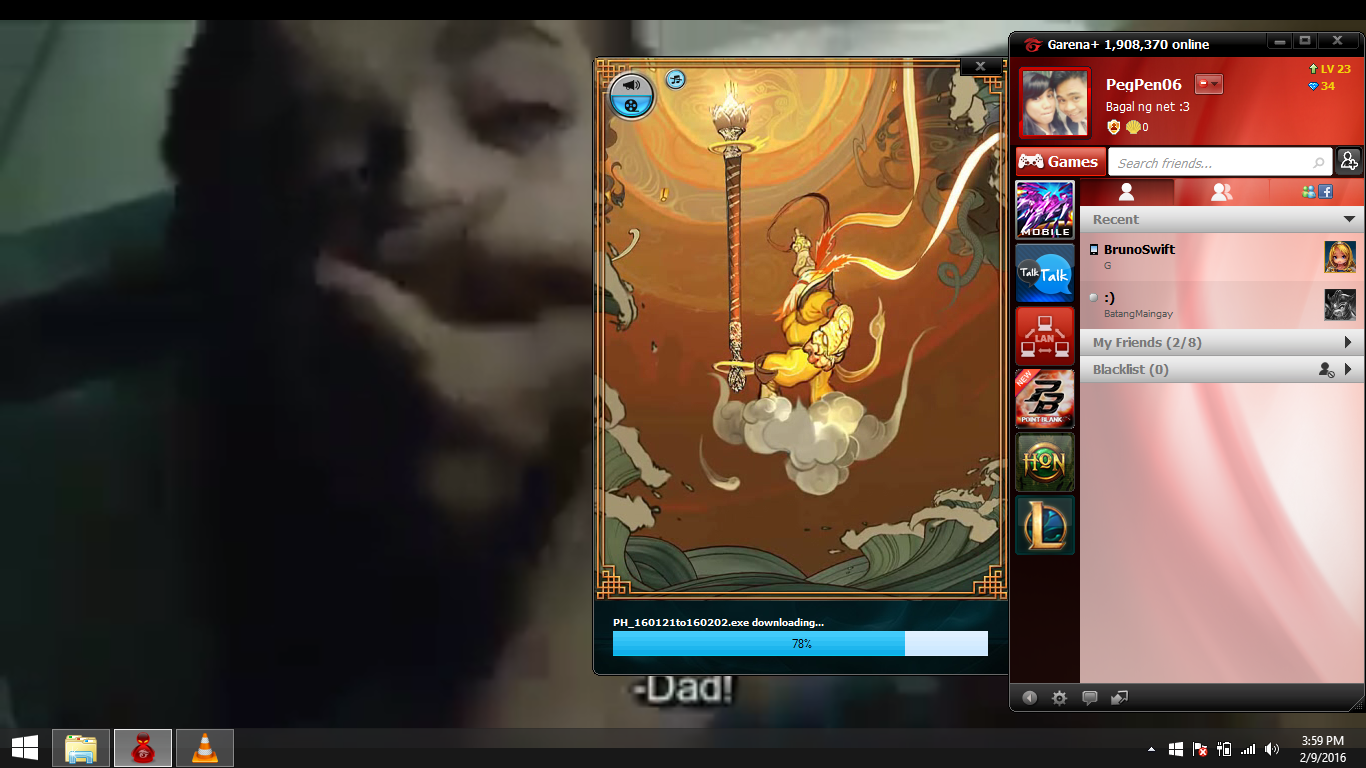 Garena+ 1,908,370 online
LV 23
34
PegPen06
Bagal ng net :3
0
Games
Search friends...
MOBILE
Recent
BrunoSwift
G
Talk Talk
:)
BatangMaingay
LAN
My Friends (2/8)
Blacklist (0)
NEW
PB
POINT BLANK
HON
L
PH_160121to160202.exe downloading...
78%
-Dad!
3:59 PM
2/9/2016